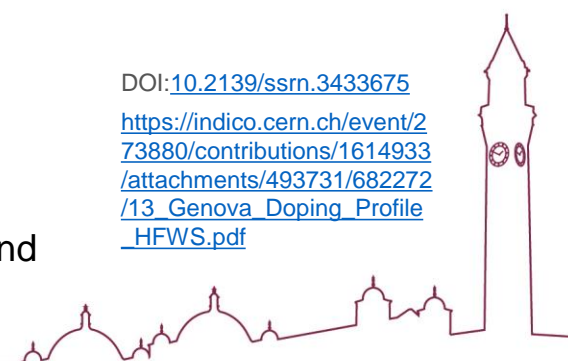 DOI:10.2139/ssrn.3433675
https://indico.cern.ch/event/2
73880/contributions/1614933
/attachments/493731/682272
/13_Genova_Doping_Profile
_HFWS.pdf
nd